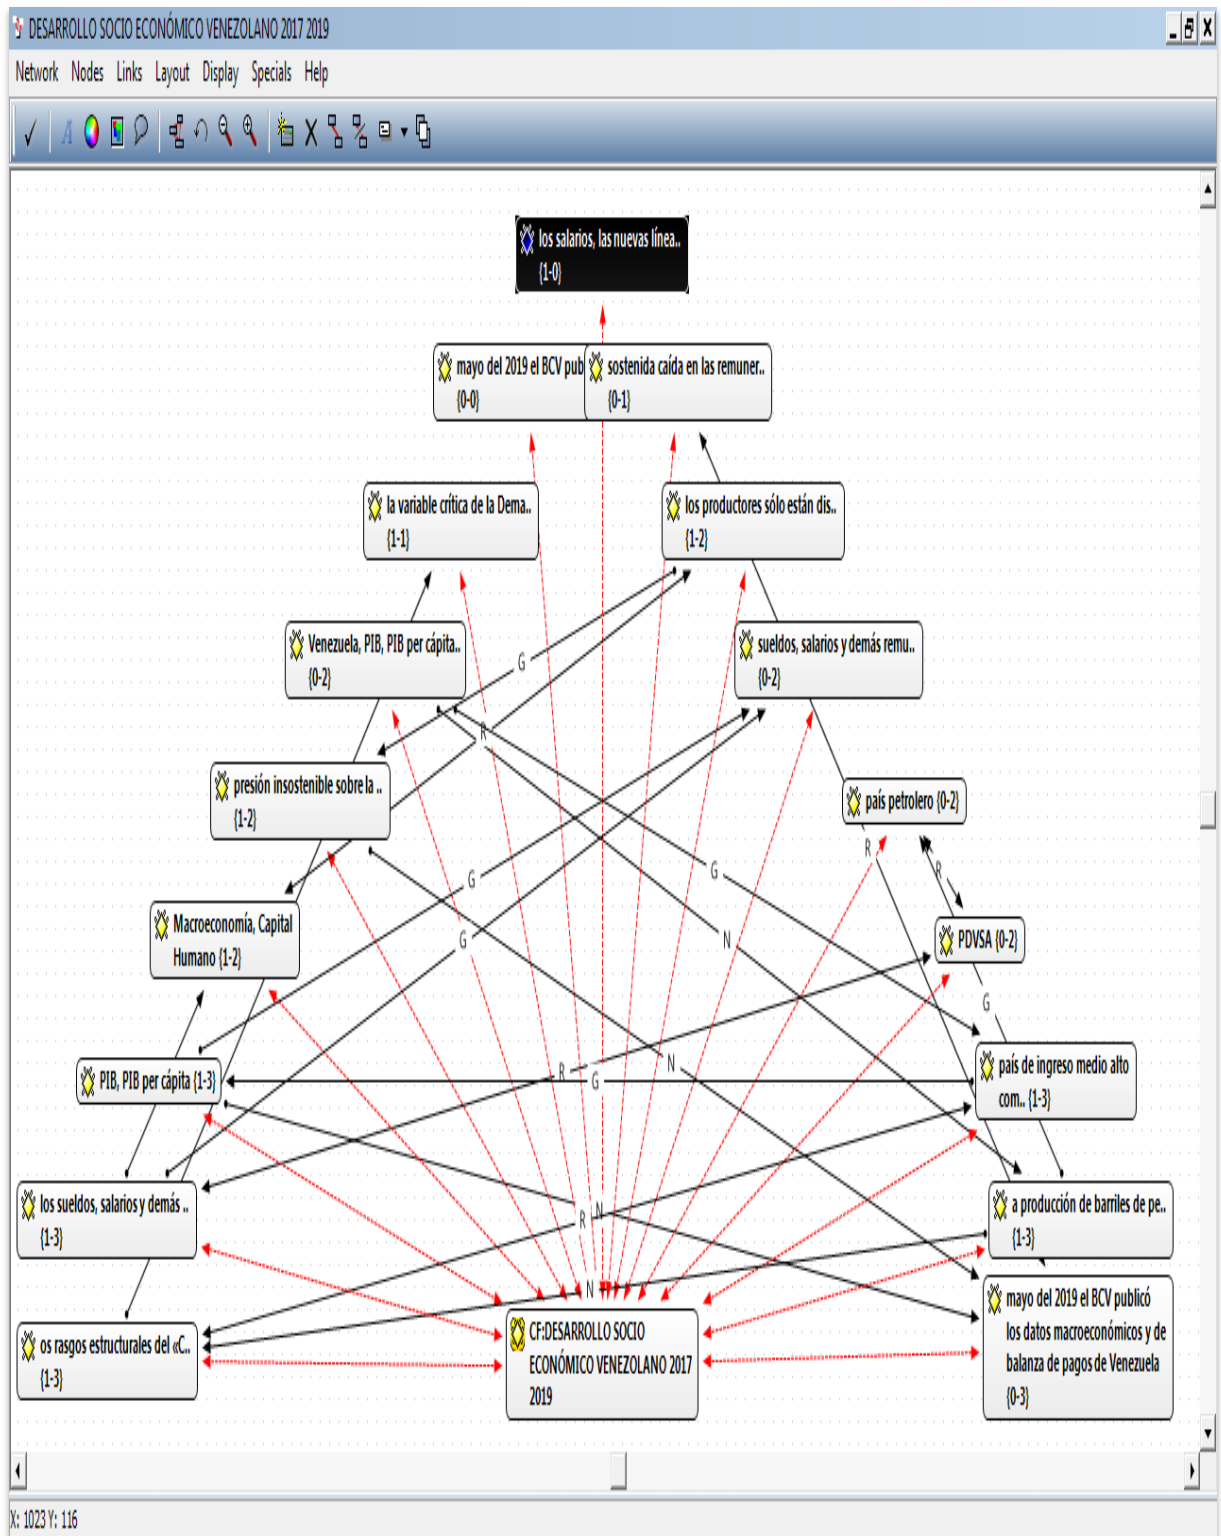 DESARROLLO SOCIO ECONÓMICO VENEZOLANO 2017 2019
Network Nodes Links Layout Display Specials Help
los salarios, las nuevas línea..
{1-0}
mayo del 2019 el BCV pub
{0-0}
sostenida caída en las remuner..
{0-1}
la variable crítica de la Dema..
{1-1}
los productores sólo están dis..
{1-2}
Venezuela, PIB, PIB per cápita..
{0-2}
sueldos, salarios y demás remu..
{0-2}
G
R
presión insostenible sobre la ..
{1-2}
país petrolero {0-2}
R
R
G
G
Macroeconomía, Capital
Humano {1-2}
PDVSA {0-2}
G
N
G
país de ingreso medio alto
com.. {1-3}
PIB, PIB per cápita {1-3}
R
G
N
los sueldos, salarios y demás ..
{1-3}
a producción de barriles de pe..
{1-3}
R
N
N
os rasgos estructurales del «C..
{1-3}
CF:DESARROLLO SOCIO
ECONÓMICO VENEZOLANO 2017
2019
mayo del 2019 el BCV publicó
los datos macroeconómicos y de
balanza de pagos de Venezuela
{0-3}
X: 1023 Y: 116